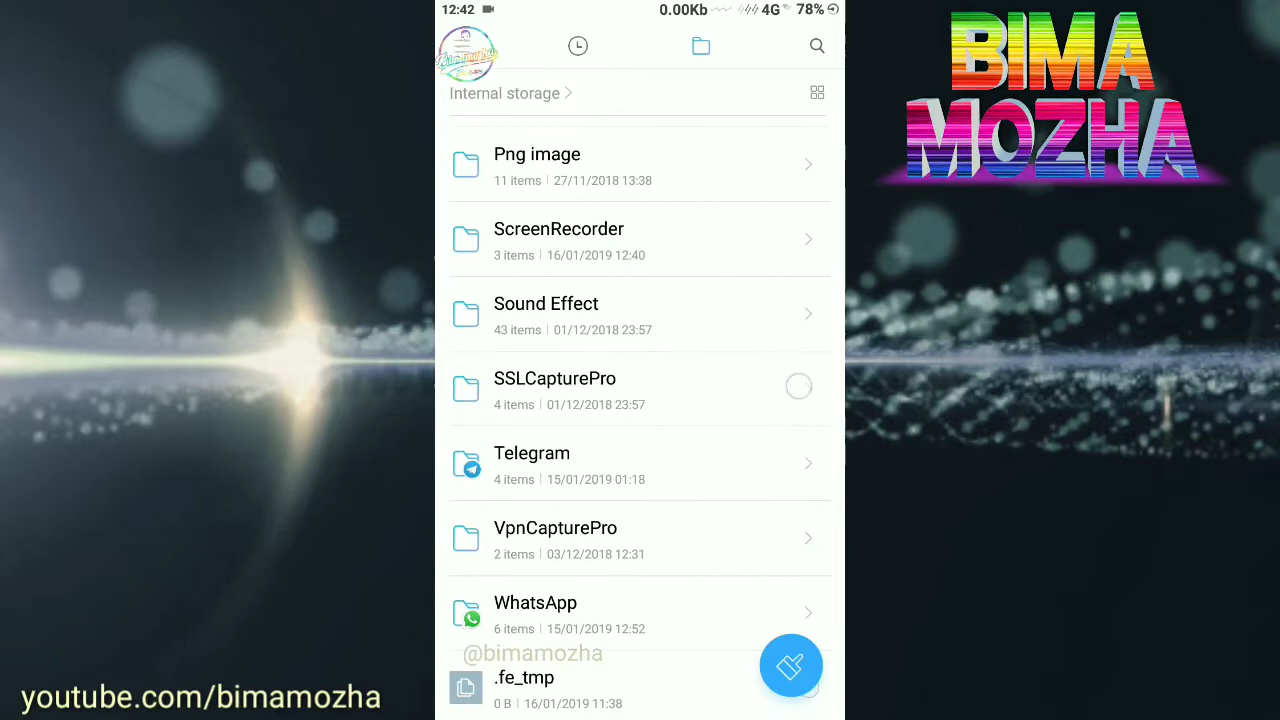 12:42
0.00Kb 4G 78%
Bimamozha
BIMA
MOZHA
Internal storage
Png image
11 items | 27/11/2018 13:38
ScreenRecorder
3 items | 16/01/2019 12:40
Sound Effect
43 items | 01/12/2018 23:57
SSLCapturePro
4 items | 01/12/2018 23:57
Telegram
4 items | 15/01/2019 01:18
VpnCapturePro
2 items | 03/12/2018 12:31
WhatsApp
6 items | 15/01/2019 12:52
@bimamozha
.fe_tmp
0 B | 16/01/2019 11:38
youtube.com/bimamozha